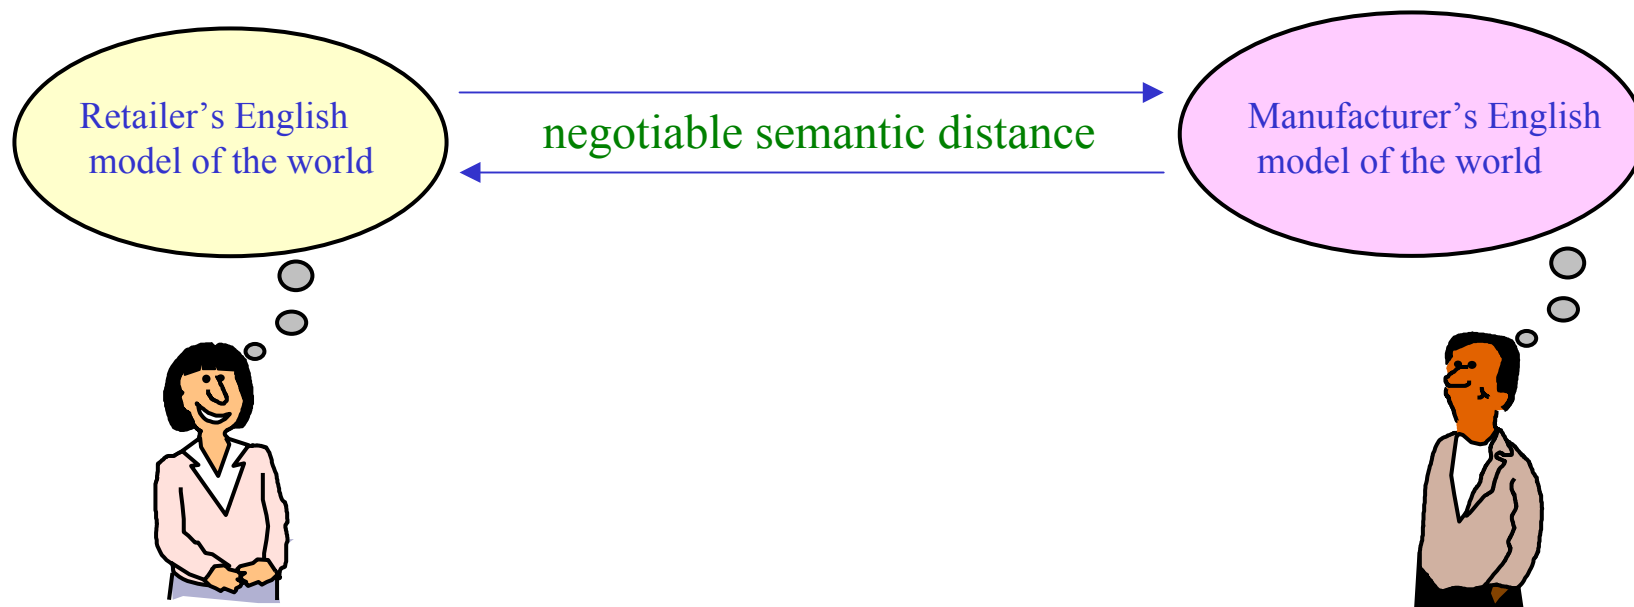 Retailer’s English
model of the world
negotiable semantic distance
Manufacturer’s English
model of the world